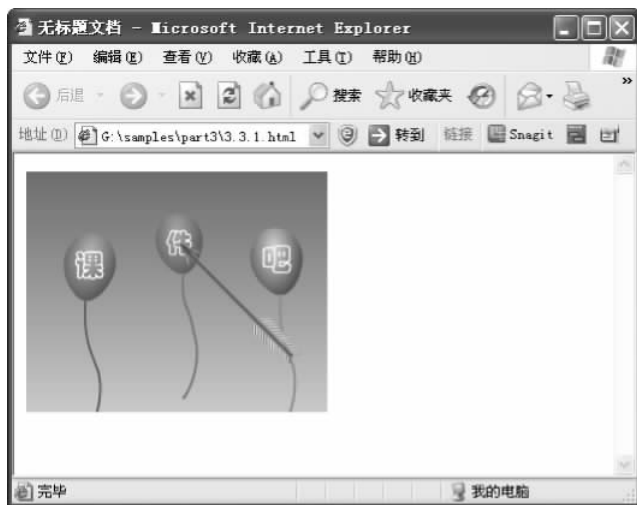 无标题文档 - Microsoft Internet Explorer
文件(F) 编辑(E) 查看(V) 收藏(A) 工具(T) 帮助(H)
后退 搜索 收藏夹 »
地址(D) G:\samples\part3\3.3.1.html 转到 链接 Snagit
课 件 吧
完毕 我的电脑